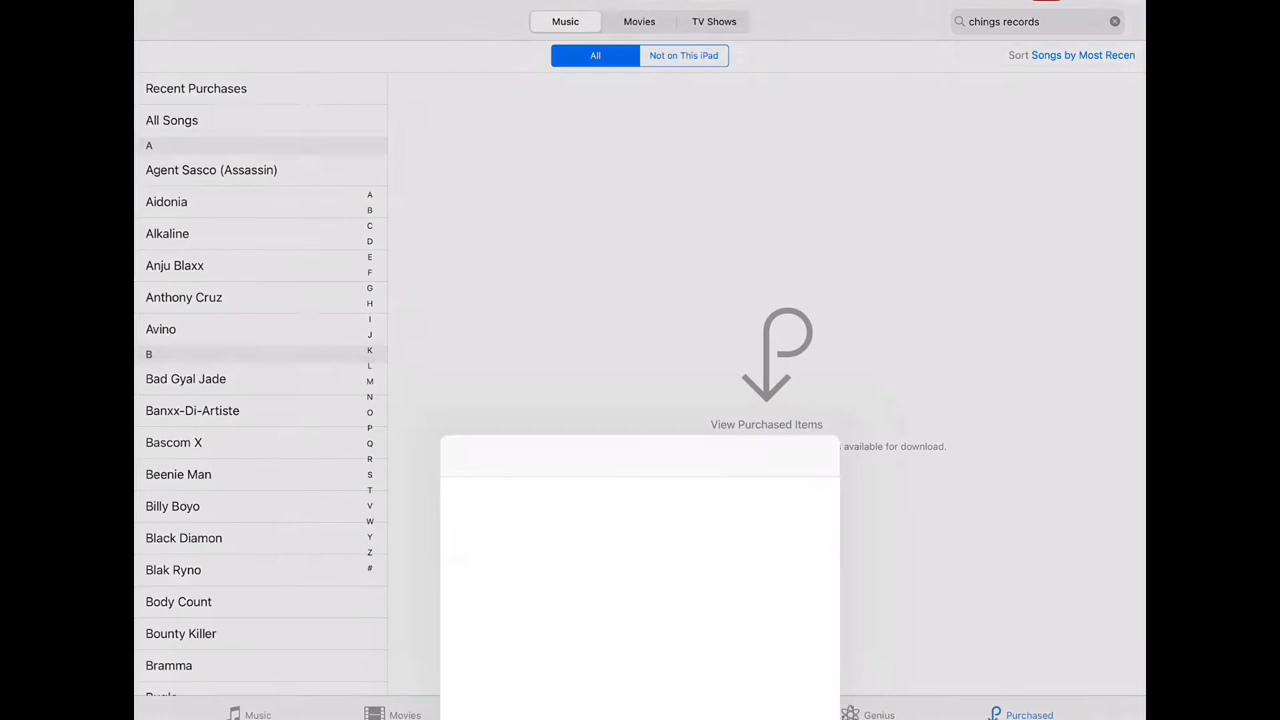 Music Movies TV Shows
chings records
All Not on This iPad
Sort Songs by Most Recen
Recent Purchases
All Songs
A
Agent Sasco (Assassin)
Aidonia
Alkaline
Anju Blaxx
Anthony Cruz
Avino
B
Bad Gyal Jade
Banxx-Di-Artiste
Bascom X
Beenie Man
Billy Boyo
Black Diamon
Blak Ryno
Body Count
Bounty Killer
Bramma
A
B
C
D
E
F
G
H
I
J
K
L
M
N
O
P
Q
R
S
T
V
W
Y
Z
#
View Purchased Items
available for download.
Music Movies Genius Purchased